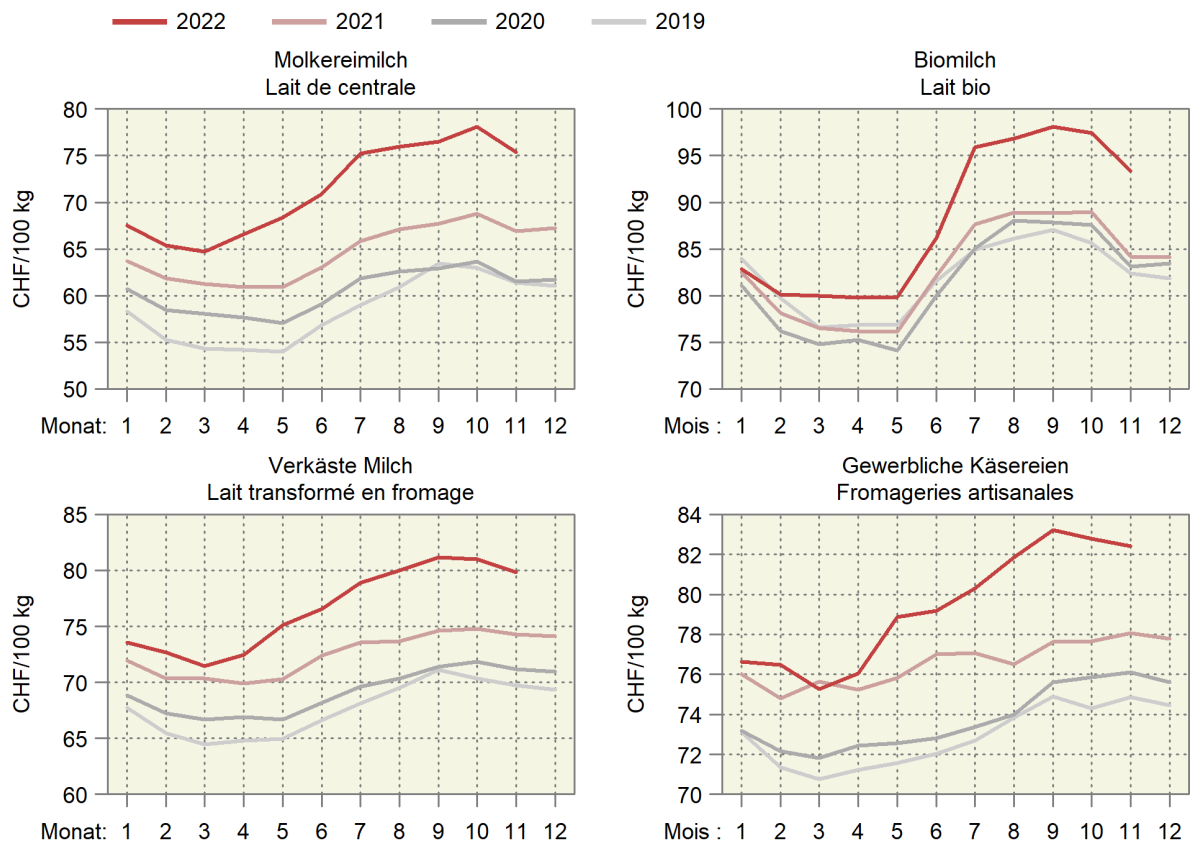 2022 2021 2020 2019
Molkereimilch
Lait de centrale
CHF/100 kg
80
75
70
65
60
55
50
Monat: 1 2 3 4 5 6 7 8 9 10 11 12
Biomilch
Lait bio
CHF/100 kg
100
95
90
85
80
75
70
Mois : 1 2 3 4 5 6 7 8 9 10 11 12
Verkäste Milch
Lait transformé en fromage
CHF/100 kg
85
80
75
70
65
60
Monat: 1 2 3 4 5 6 7 8 9 10 11 12
Gewerbliche Käsereien
Fromageries artisanales
CHF/100 kg
84
82
80
78
76
74
72
70
Mois : 1 2 3 4 5 6 7 8 9 10 11 12